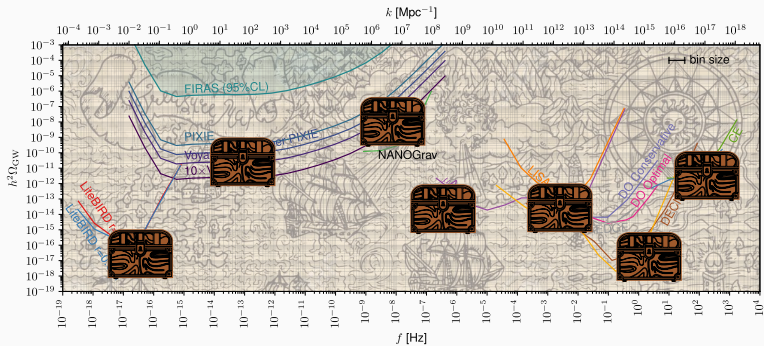 k [Mpc⁻¹]
10⁻⁴ 10⁻³ 10⁻² 10⁻¹ 10⁰ 10¹ 10² 10³ 10⁴ 10⁵ 10⁶ 10⁷ 10⁸ 10⁹ 10¹⁰ 10¹¹ 10¹² 10¹³ 10¹⁴ 10¹⁵ 10¹⁶ 10¹⁷ 10¹⁸
10⁻³
10⁻⁴
10⁻⁵
10⁻⁶
10⁻⁷
10⁻⁸
10⁻⁹
10⁻¹⁰
10⁻¹¹
10⁻¹²
10⁻¹³
10⁻¹⁴
10⁻¹⁵
10⁻¹⁶
10⁻¹⁷
10⁻¹⁸
10⁻¹⁹
h²Ω_GW
bin size
FIRAS (95%CL)
PIXIE
PIXIE
Voya
10×V
NANOGrav
LiteBIRD
LiteBIRD
LISA
DO Conservative
DO Optimal
DECI
CE
10⁻¹⁹ 10⁻¹⁸ 10⁻¹⁷ 10⁻¹⁶ 10⁻¹⁵ 10⁻¹⁴ 10⁻¹³ 10⁻¹² 10⁻¹¹ 10⁻¹⁰ 10⁻⁹ 10⁻⁸ 10⁻⁷ 10⁻⁶ 10⁻⁵ 10⁻⁴ 10⁻³ 10⁻² 10⁻¹ 10⁰ 10¹ 10² 10³ 10⁴
f [Hz]